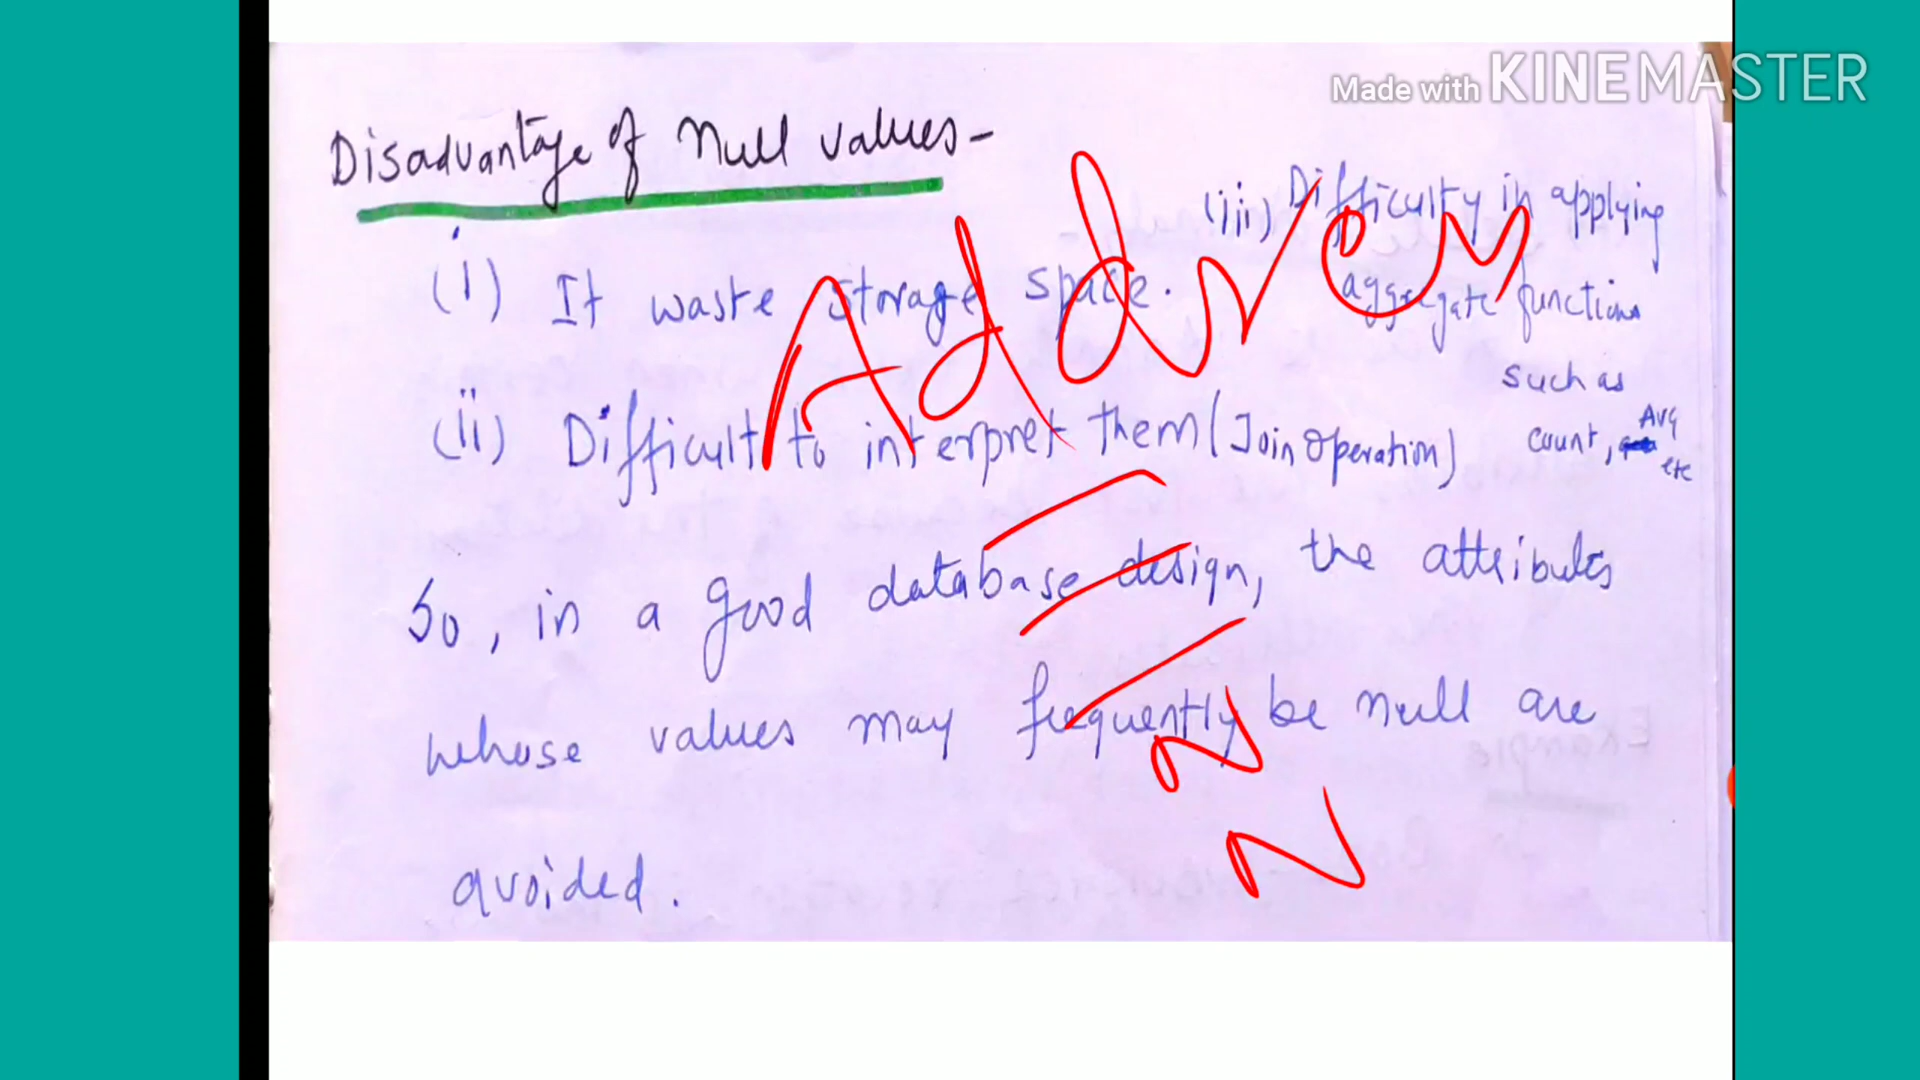 Made with KINEMASTER
Disadvantage of Null values-
(i) It waste storage space.
(ii) Difficult to interpret them (Join Operation)
(iii) Difficulty in applying
aggregate functions
such as
count, Avg
etc
So, in a good database design, the attributes
whose values may frequently be null are
avoided.
N
N